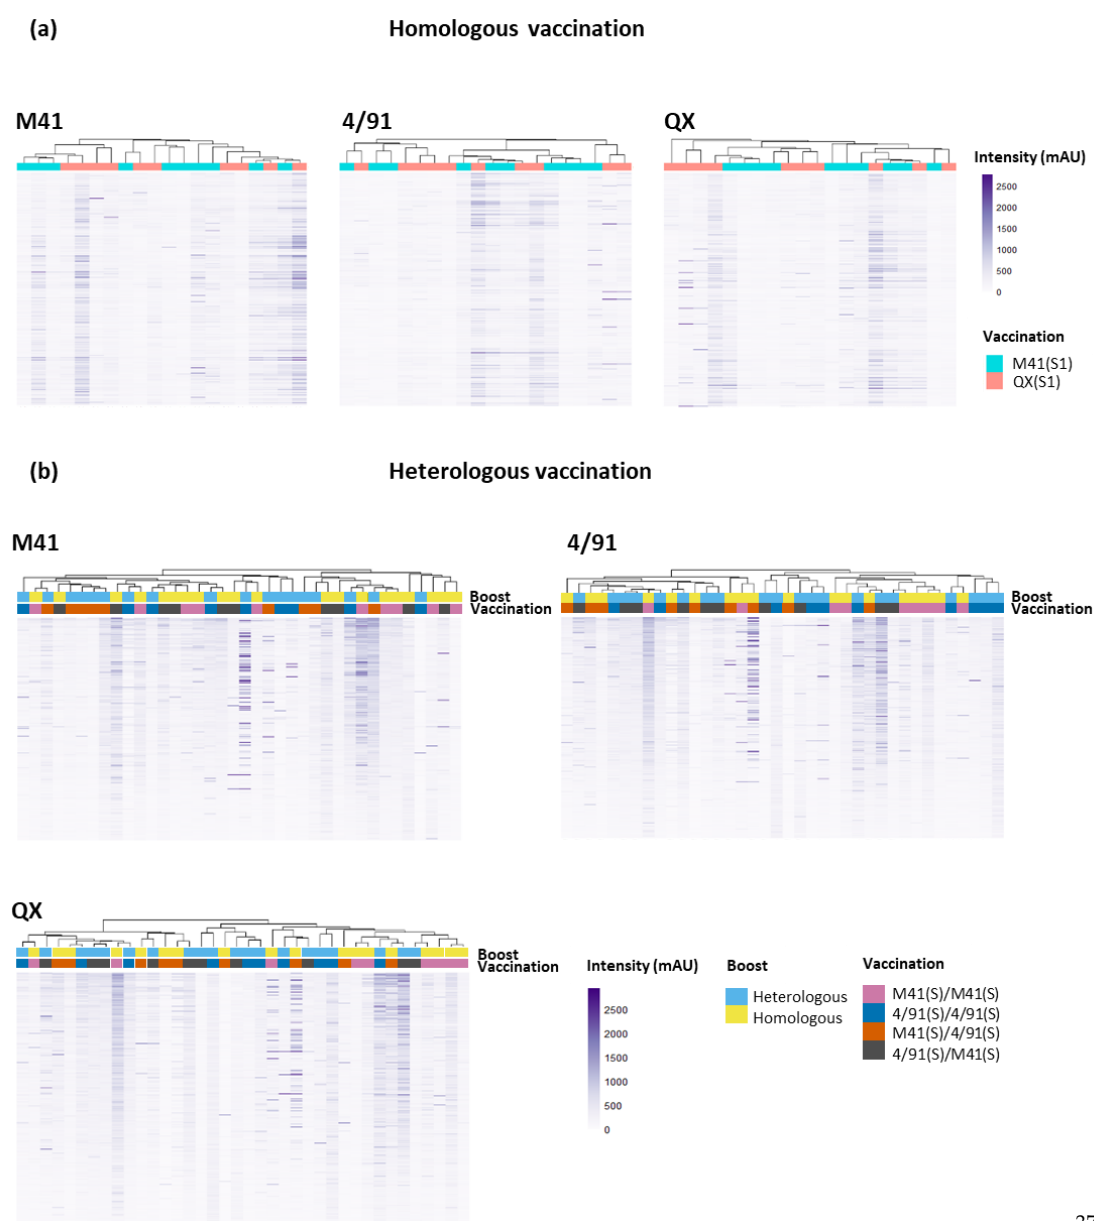 (a)
Homologous vaccination
M41
4/91
QX
Intensity (mAU)
2500
2000
1500
1000
500
0
Vaccination
M41(S1)
QX(S1)
(b)
Heterologous vaccination
M41
4/91
Boost
Vaccination
Boost
Vaccination
QX
Boost
Vaccination
Intensity (mAU)
2500
2000
1500
1000
500
0
Boost
Heterologous
Homologous
Vaccination
M41(S)/M41(S)
4/91(S)/4/91(S)
M41(S)/4/91(S)
4/91(S)/M41(S)